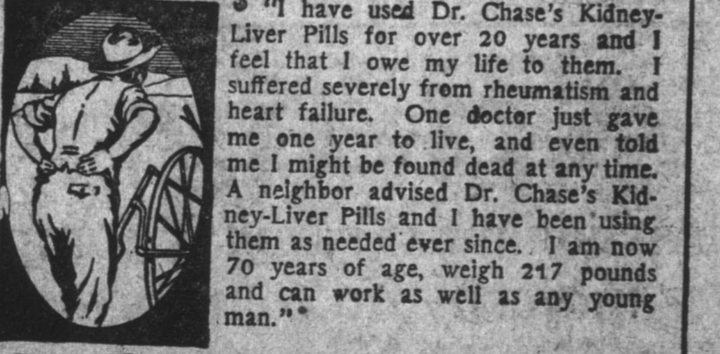 "I have used Dr. Chase's Kidney-
Liver Pills for over 20 years and I
feel that I owe my life to them. I
suffered severely from rheumatism and
heart failure. One doctor just gave
me one year to live, and even told
me I might be found dead at any time.
A neighbor advised Dr. Chase's Kid-
ney-Liver Pills and I have been using
them as needed ever since. I am now
70 years of age, weigh 217 pounds
and can work as well as any young
man."